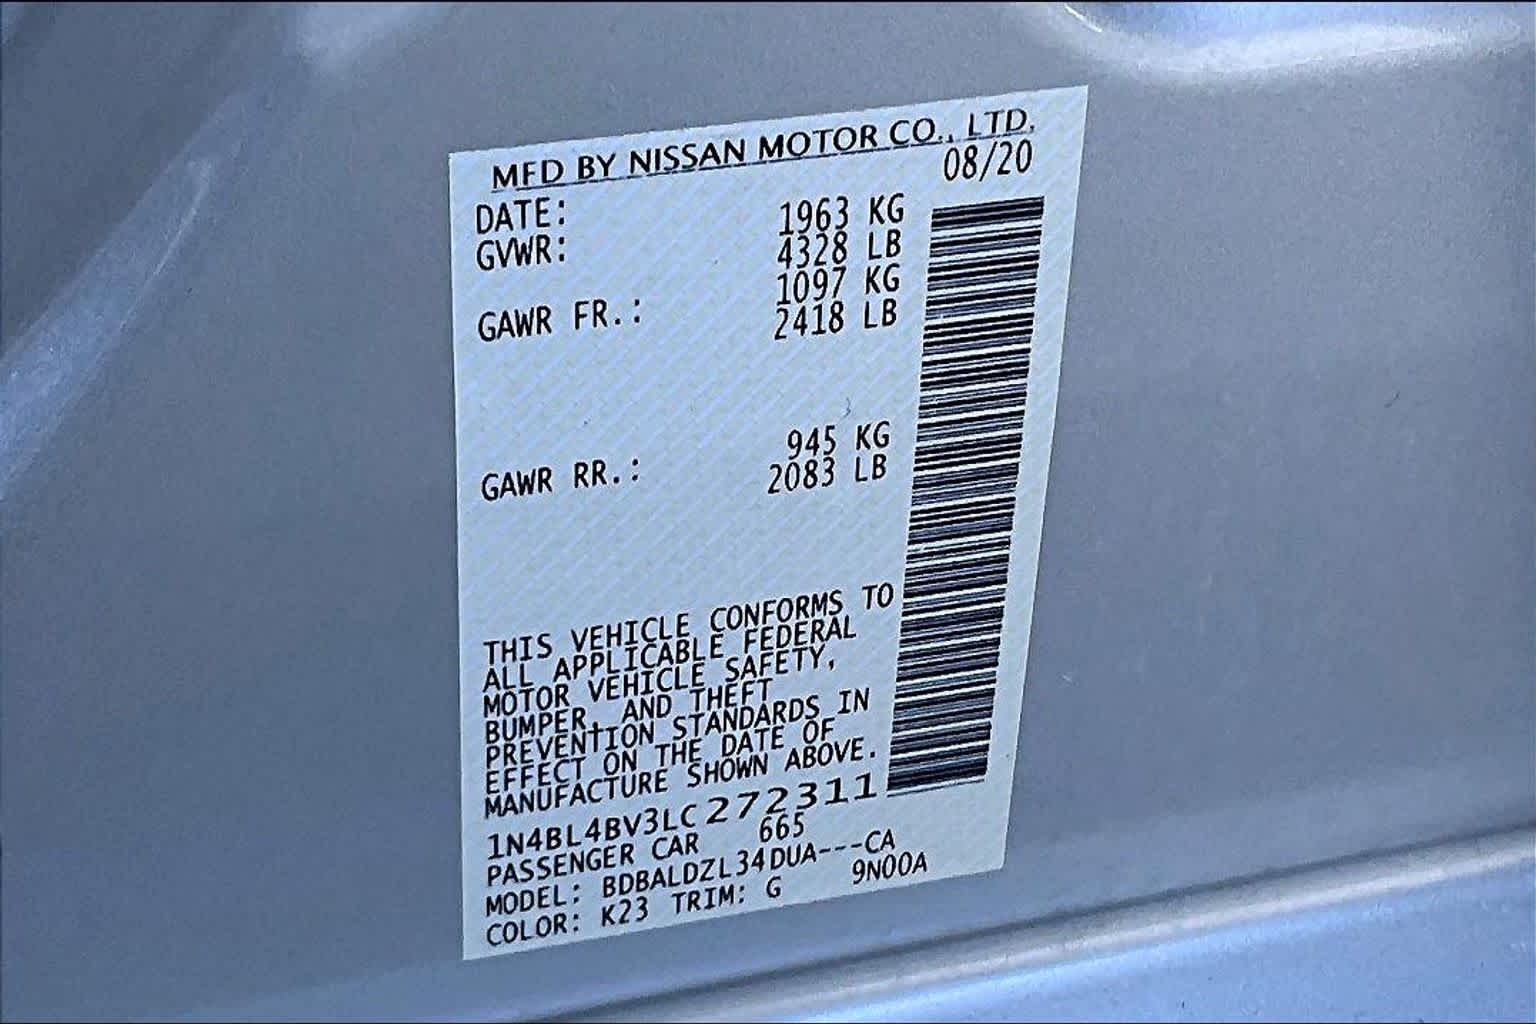 MFD BY NISSAN MOTOR CO., LTD.
DATE: 08/20
GVWR: 1963 KG
4328 LB
GAWR FR.: 1097 KG
2418 LB
GAWR RR.: 945 KG
2083 LB
THIS VEHICLE CONFORMS TO
ALL APPLICABLE FEDERAL
MOTOR VEHICLE SAFETY,
BUMPER, AND THEFT
PREVENTION STANDARDS IN
EFFECT ON THE DATE OF
MANUFACTURE SHOWN ABOVE.
1N4BL4BV3LC272311
PASSENGER CAR 665
MODEL: BDBALDZL34DUA---CA
COLOR: K23 TRIM: G 9N00A